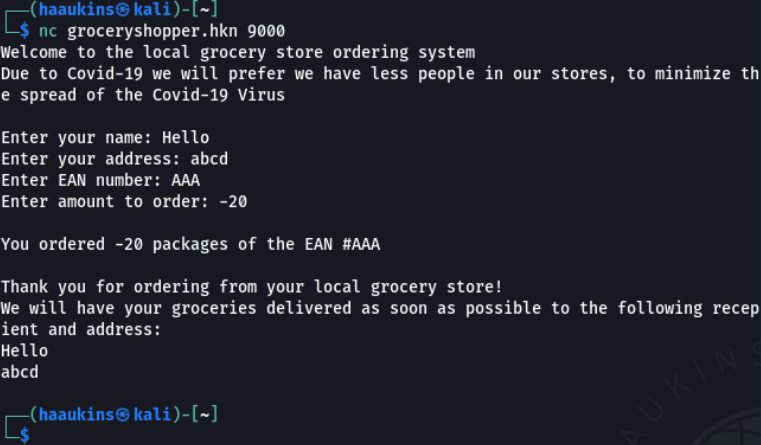 ┌──(haaukins㉿kali)-[~]
└─$ nc groceryshopper.hkn 9000
Welcome to the local grocery store ordering system
Due to Covid-19 we will prefer we have less people in our stores, to minimize th
e spread of the Covid-19 Virus
Enter your name: Hello
Enter your address: abcd
Enter EAN number: AAA
Enter amount to order: -20
You ordered -20 packages of the EAN #AAA
Thank you for ordering from your local grocery store!
We will have your groceries delivered as soon as possible to the following recep
ient and address:
Hello
abcd
┌──(haaukins㉿kali)-[~]
└─$
AUKINS